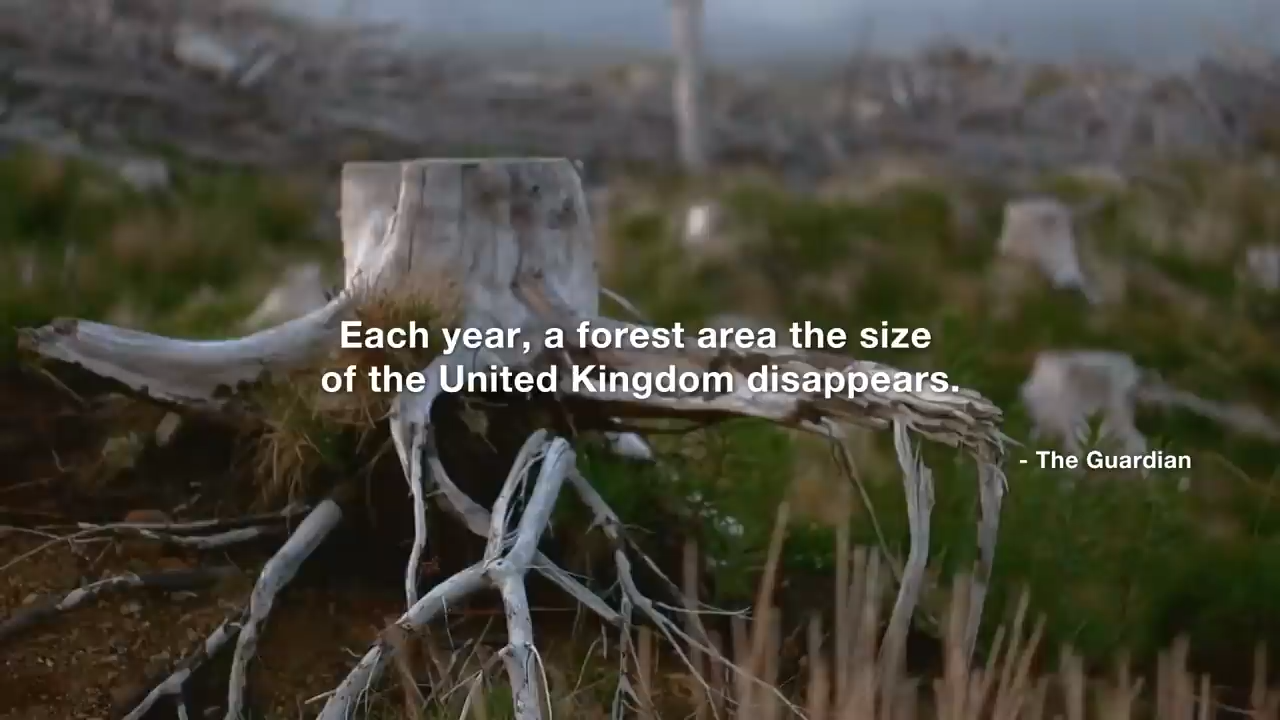 Each year, a forest area the size
of the United Kingdom disappears.
- The Guardian